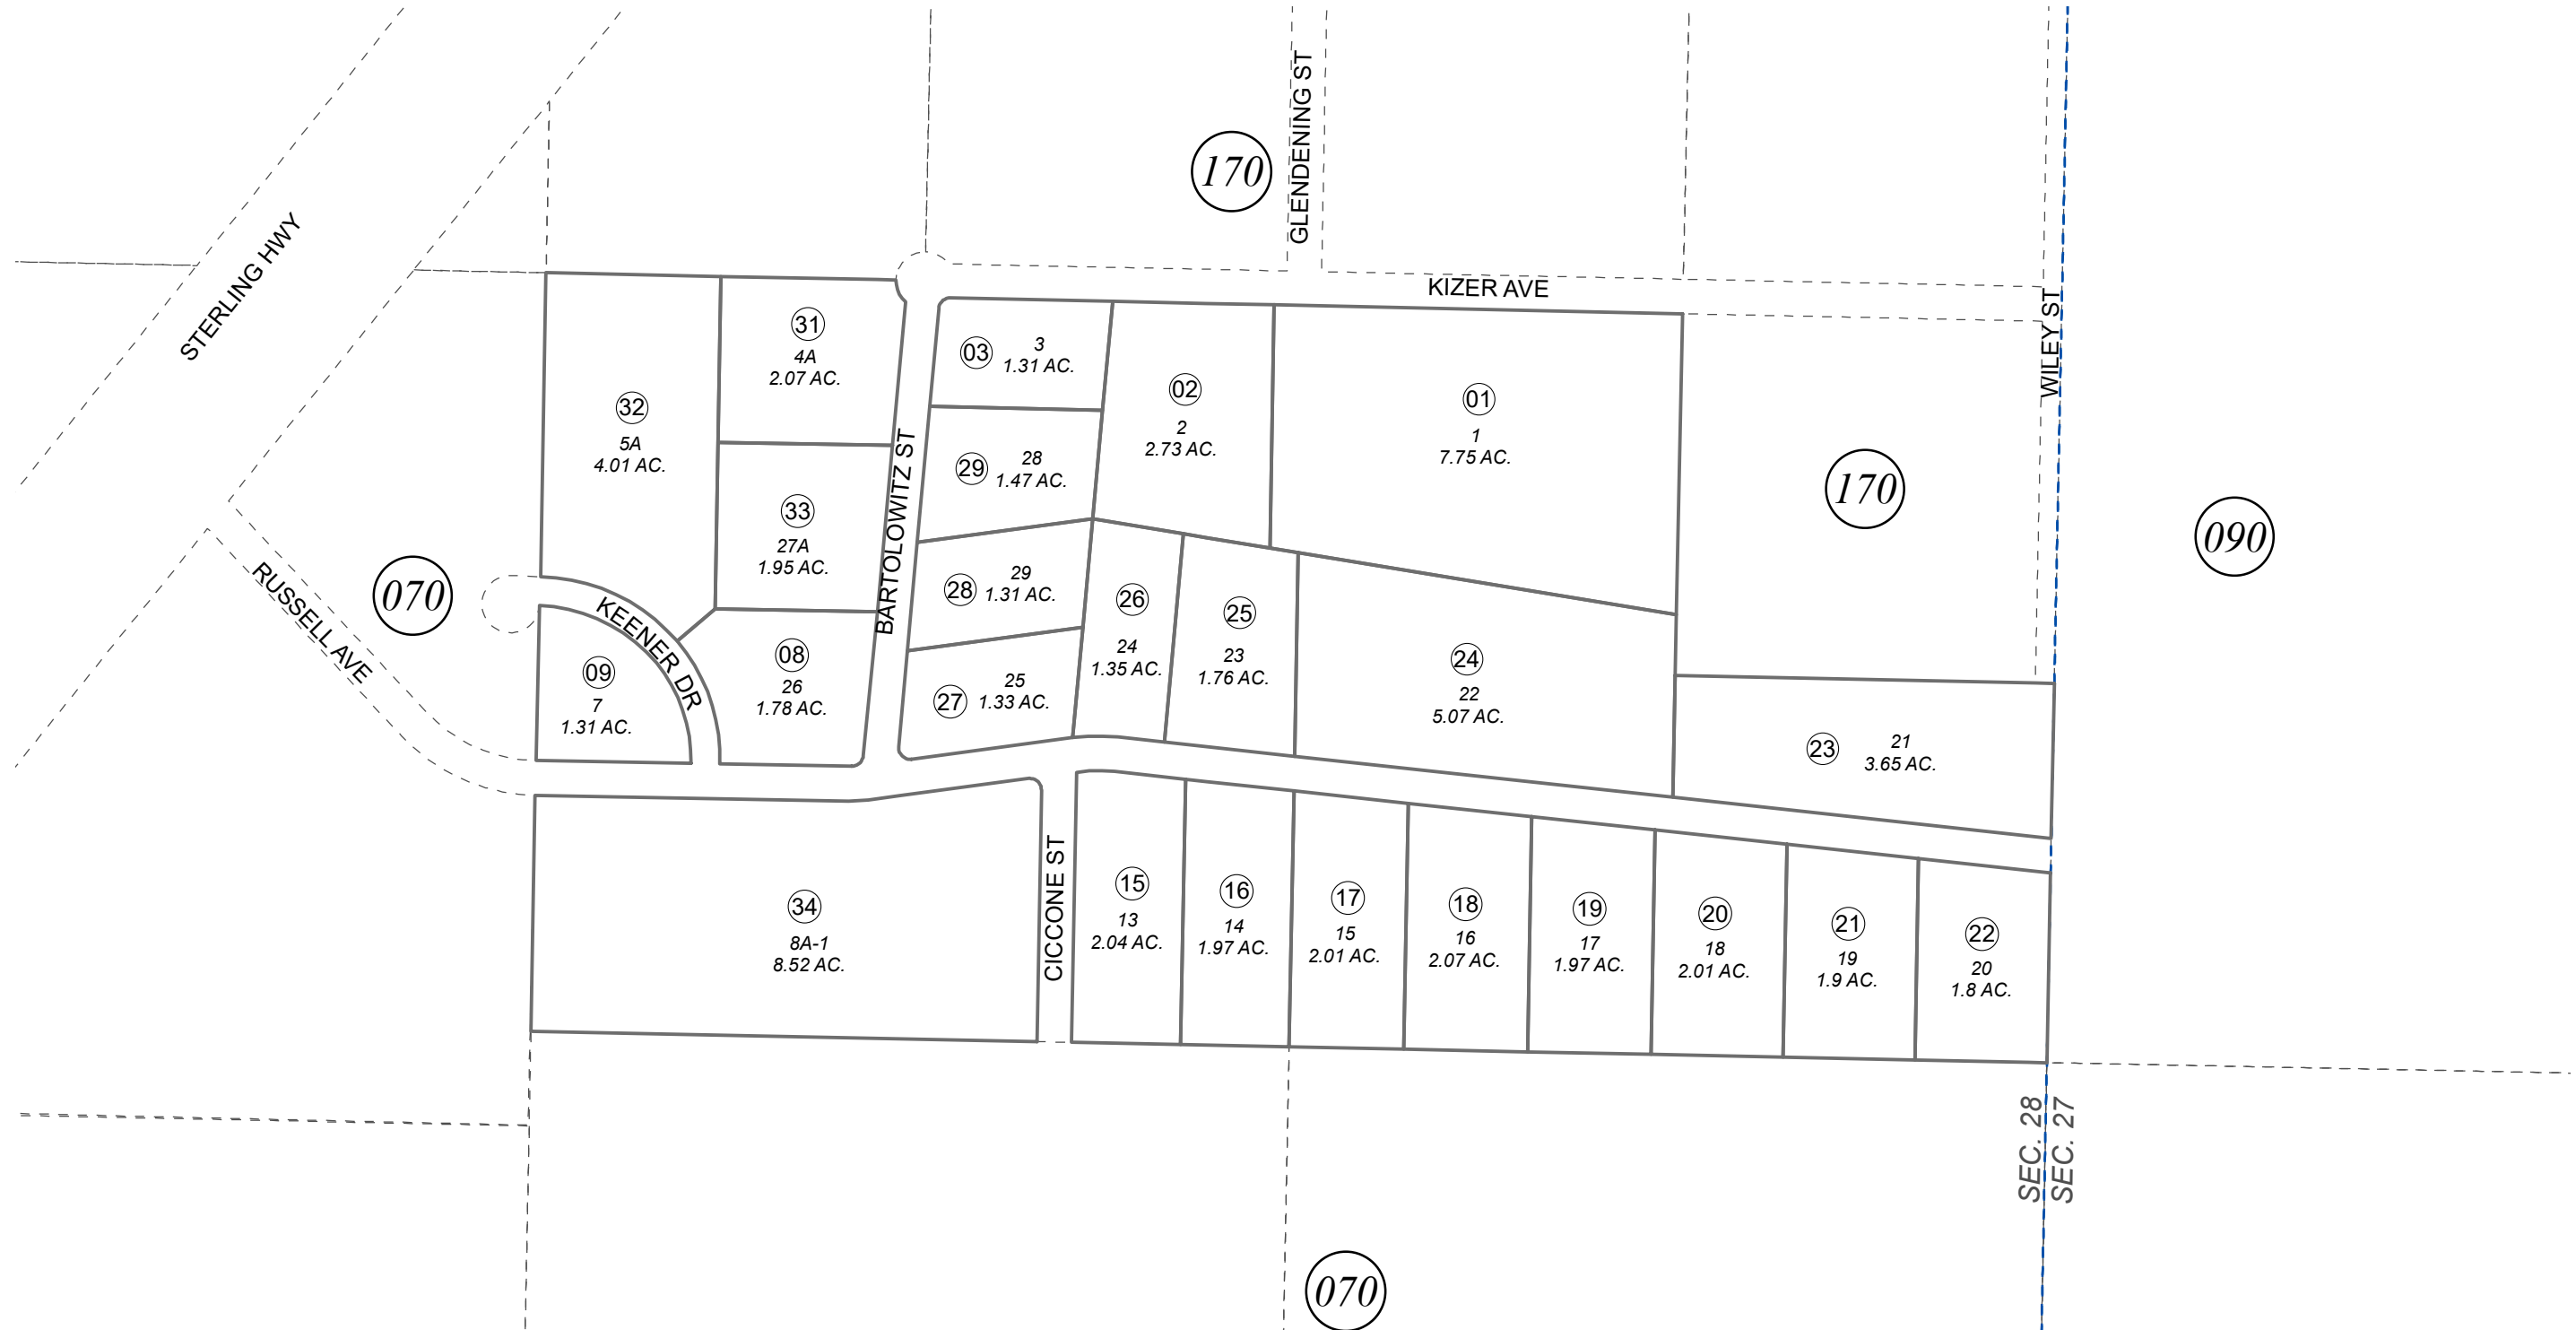 GLENDENING ST
170
STERLING HWY
KIZER AVE
WILEY ST
31
4A
2.07 AC.
03
3
1.31 AC.
02
2
2.73 AC.
01
1
7.75 AC.
32
5A
4.01 AC.
29
28
1.47 AC.
170
090
33
27A
1.95 AC.
BARTOLOWITZ ST
070
RUSSELL AVE
KEENER DR
28
29
1.31 AC.
26
24
1.35 AC.
25
23
1.76 AC.
24
22
5.07 AC.
09
7
1.31 AC.
08
26
1.78 AC.
27
25
1.33 AC.
23
21
3.65 AC.
34
8A-1
8.52 AC.
CICCONE ST
15
13
2.04 AC.
16
14
1.97 AC.
17
15
2.01 AC.
18
16
2.07 AC.
19
17
1.97 AC.
20
18
2.01 AC.
21
19
1.9 AC.
22
20
1.8 AC.
SEC. 28
SEC. 27
070